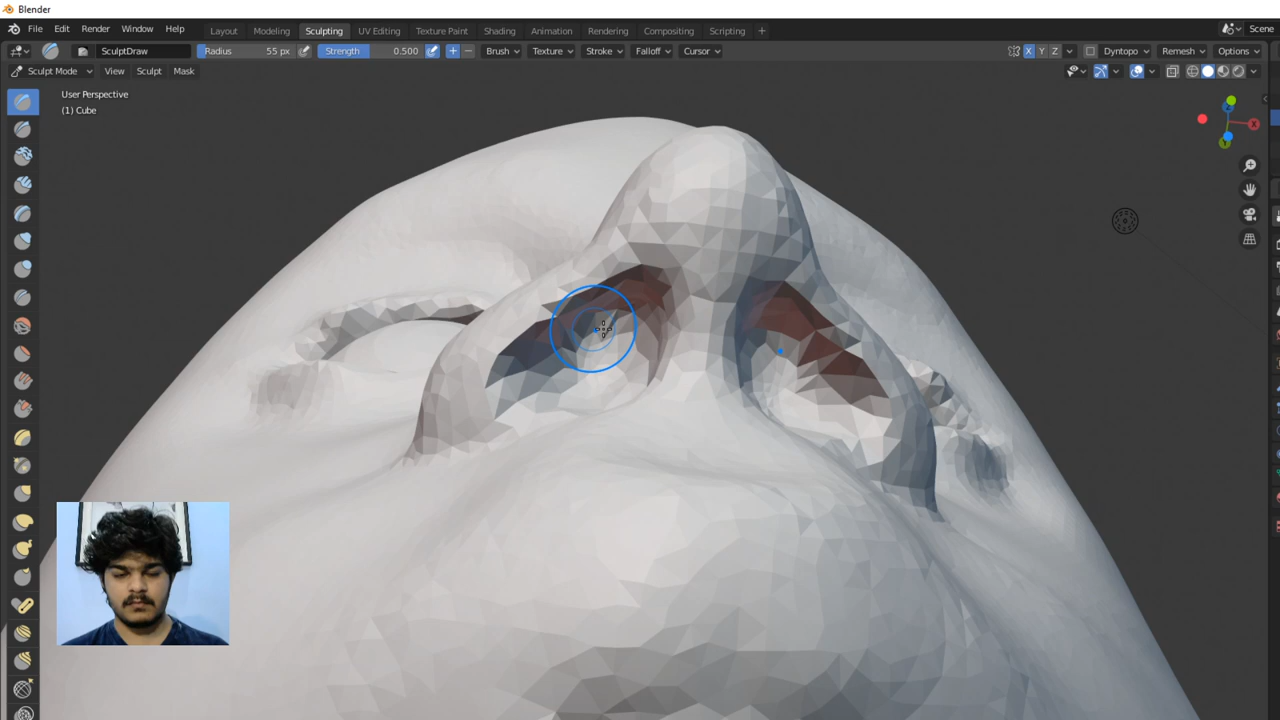 Blender
File Edit Render Window Help Layout Modeling Sculpting UV Editing Texture Paint Shading Animation Rendering Compositing Scripting + Scene
SculptDraw Radius 55 px Strength 0.500 Brush Texture Stroke Falloff Cursor X Y Z Dyntopo Remesh Options
Sculpt Mode View Sculpt Mask
User Perspective
(1) Cube
X
Y